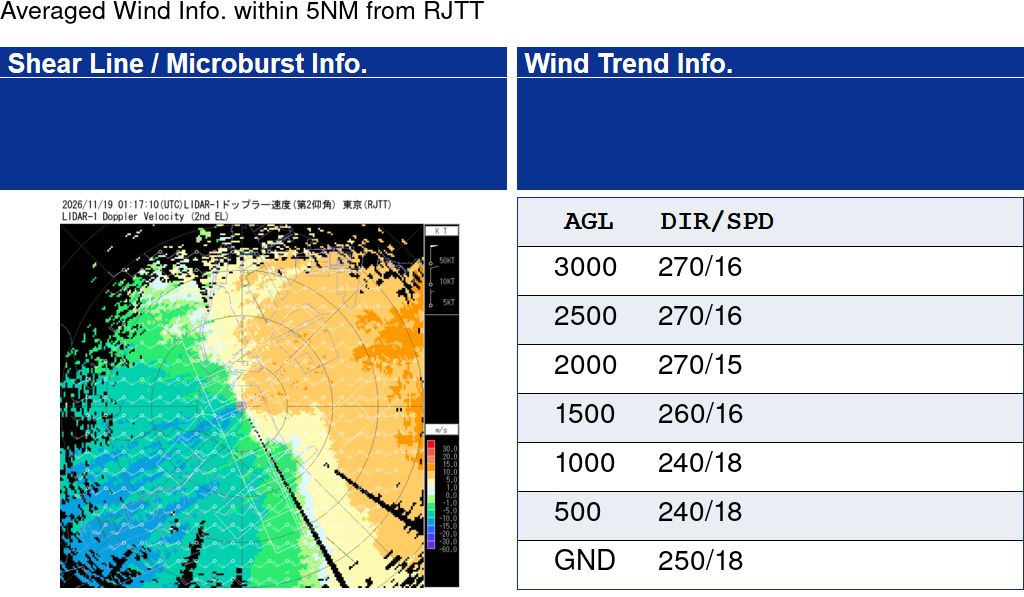 Averaged Wind Info. within 5NM from RJTT
Shear Line / Microburst Info.
Wind Trend Info.
2026/11/19 01:17:10(UTC)LIDAR-1ドップラー速度(第2仰角) 東京(RJTT)
LIDAR-1 Doppler Velocity (2nd EL)
K T
50KT
10KT
5KT
m/s
30.0
20.0
15.0
10.0
5.0
1.0
0.0
-1.0
-5.0
-10.0
-15.0
-20.0
-30.0
-60.0
AGL DIR/SPD
3000 270/16
2500 270/16
2000 270/15
1500 260/16
1000 240/18
500 240/18
GND 250/18